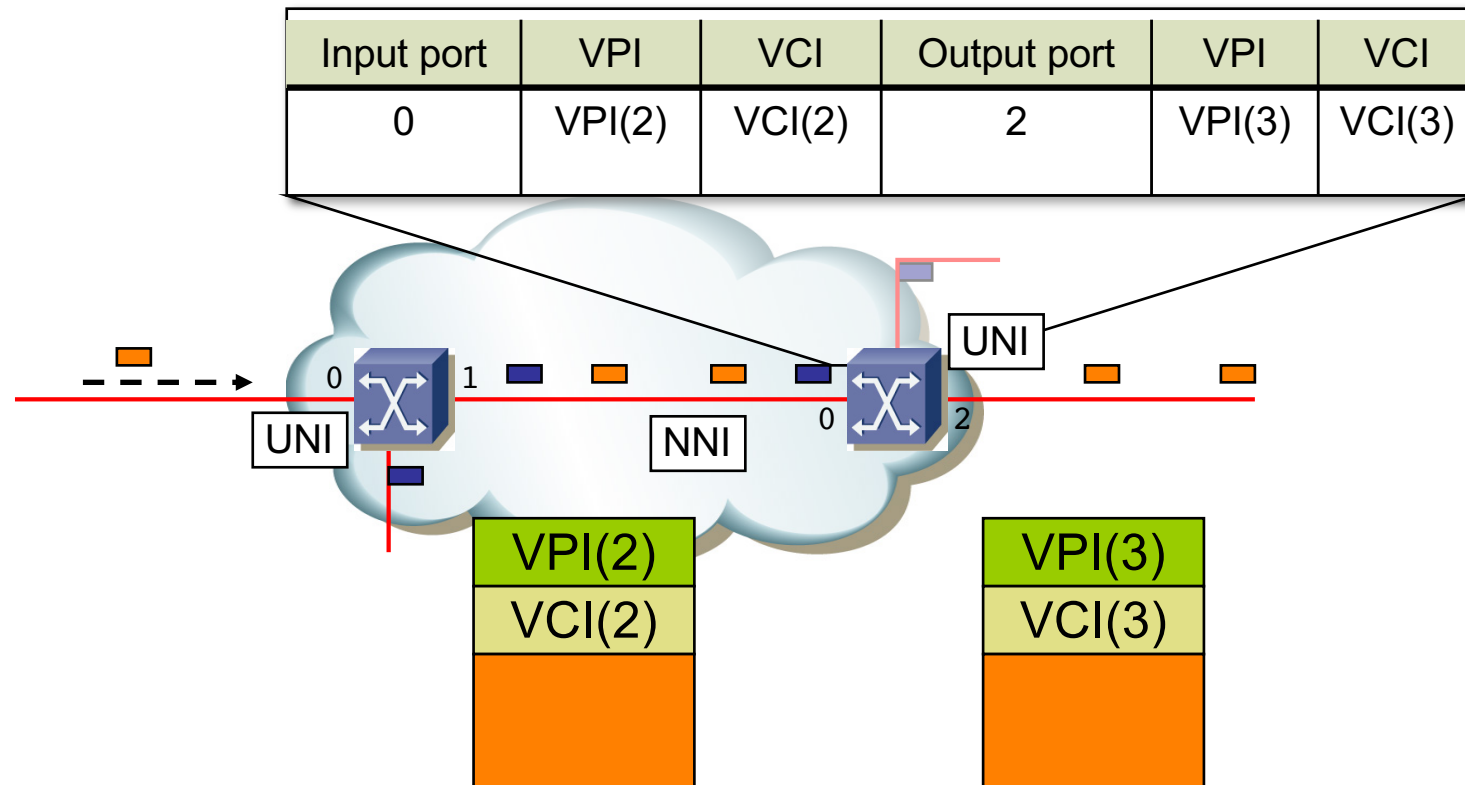 Input port VPI VCI Output port VPI VCI
0 VPI(2) VCI(2) 2 VPI(3) VCI(3)
UNI
0 1
UNI NNI 0 2
VPI(2) VPI(3)
VCI(2) VCI(3)